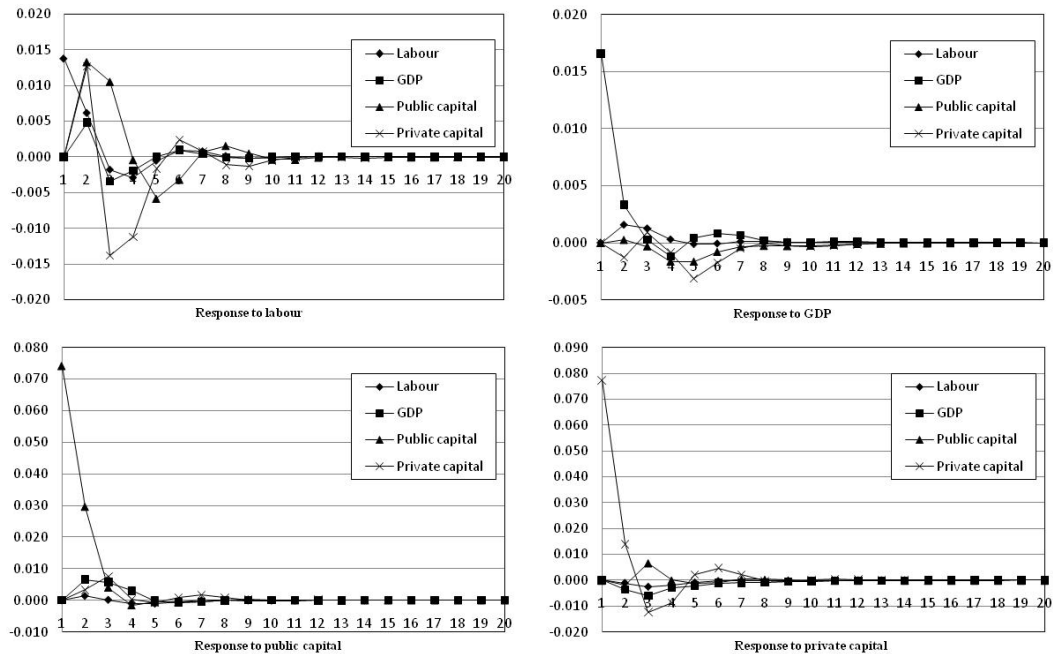 0.020
0.015
0.010
0.005
0.000
-0.005
-0.010
-0.015
-0.020
1 2 3 4 5 6 7 8 9 10 11 12 13 14 15 16 17 18 19 20
Labour
GDP
Public capital
Private capital
Response to labour
0.020
0.015
0.010
0.005
0.000
-0.005
1 2 3 4 5 6 7 8 9 10 11 12 13 14 15 16 17 18 19 20
Labour
GDP
Public capital
Private capital
Response to GDP
0.080
0.070
0.060
0.050
0.040
0.030
0.020
0.010
0.000
-0.010
1 2 3 4 5 6 7 8 9 10 11 12 13 14 15 16 17 18 19 20
Labour
GDP
Public capital
Private capital
Response to public capital
0.090
0.080
0.070
0.060
0.050
0.040
0.030
0.020
0.010
0.000
-0.010
-0.020
1 2 3 4 5 6 7 8 9 10 11 12 13 14 15 16 17 18 19 20
Labour
GDP
Public capital
Private capital
Response to private capital